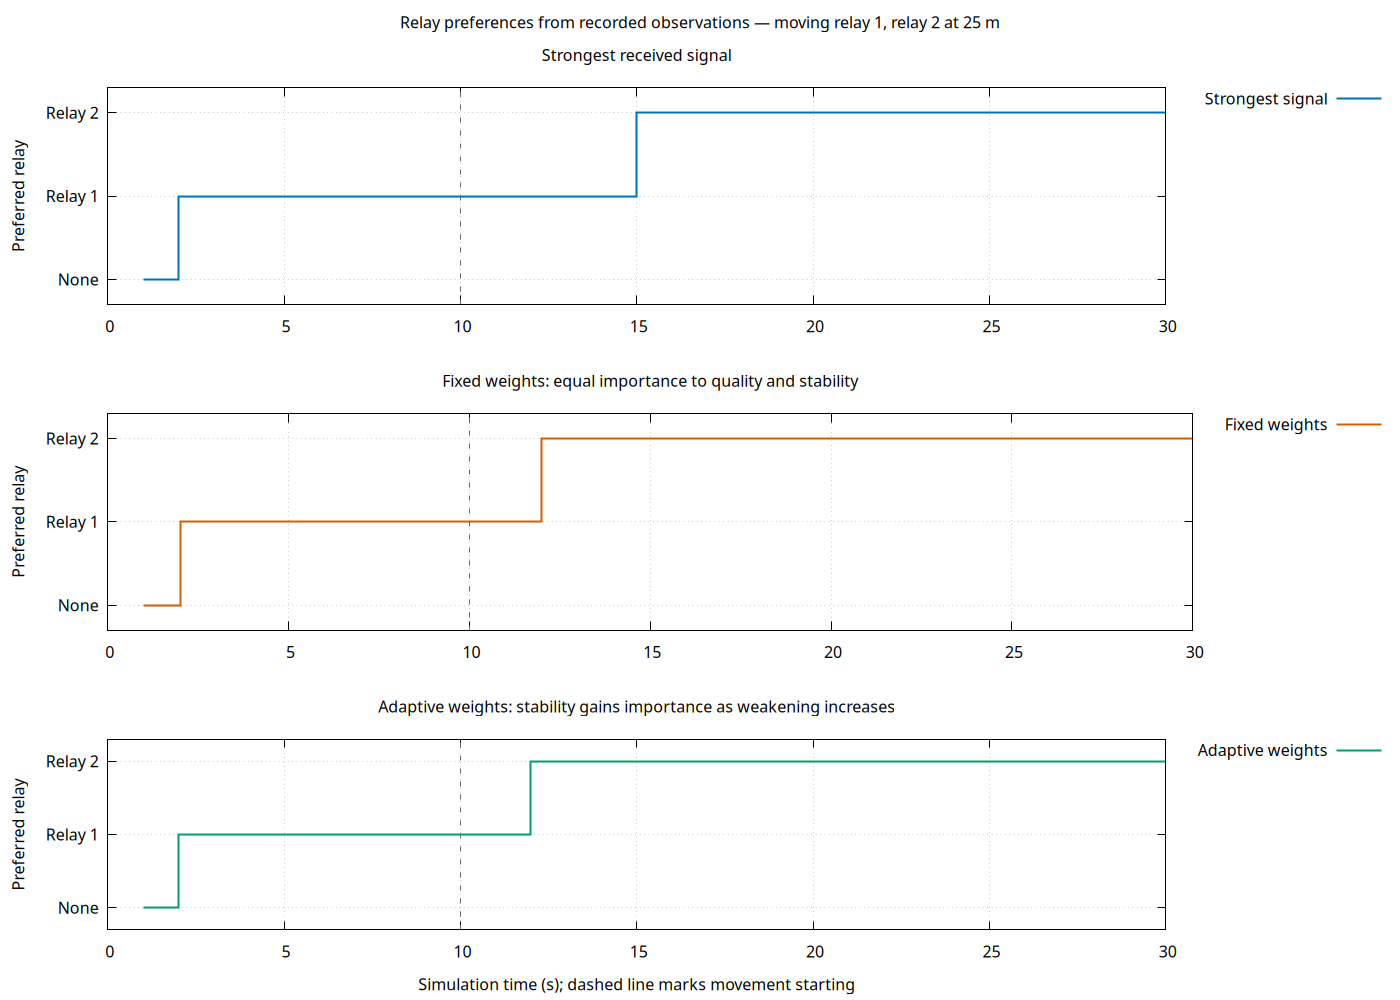 Relay preferences from recorded observations — moving relay 1, relay 2 at 25 m
Strongest received signal
Strongest signal
Preferred relay
Relay 2
Relay 1
None
0 5 10 15 20 25 30
Fixed weights: equal importance to quality and stability
Fixed weights
Preferred relay
Relay 2
Relay 1
None
0 5 10 15 20 25 30
Adaptive weights: stability gains importance as weakening increases
Adaptive weights
Preferred relay
Relay 2
Relay 1
None
0 5 10 15 20 25 30
Simulation time (s); dashed line marks movement starting